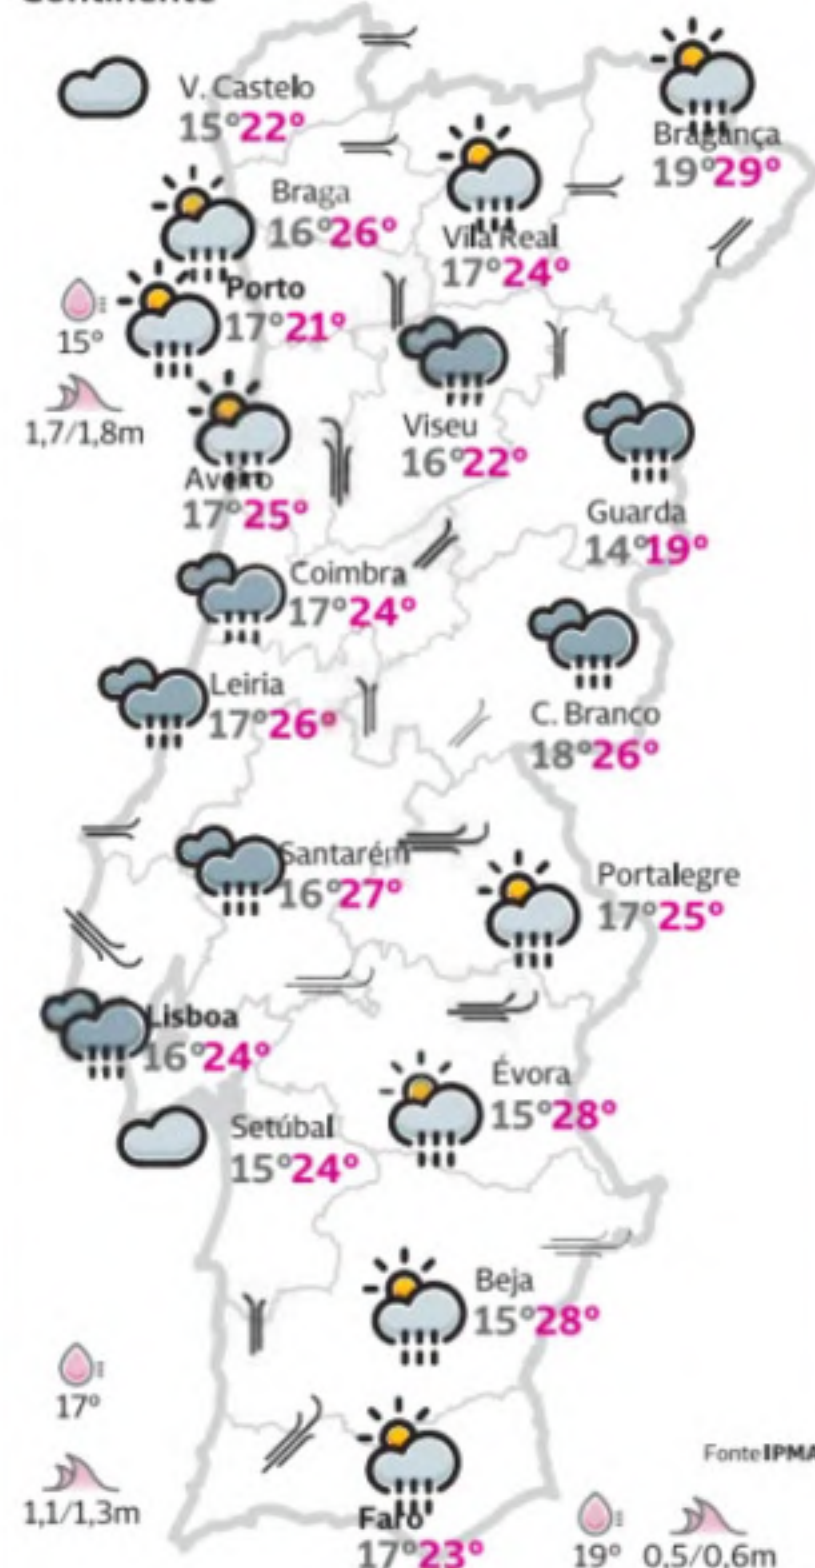 Continente
V. Castelo
15° 22°
Bragança
19° 29°
Braga
16° 26°
Vila Real
17° 24°
Porto
17° 21°
15°
1,7/1,8m
Viseu
16° 22°
Aveiro
17° 25°
Guarda
14° 19°
Coimbra
17° 24°
Leiria
17° 26°
C. Branco
18° 26°
Santarém
16° 27°
Portalegre
17° 25°
Lisboa
16° 24°
Évora
15° 28°
Setúbal
15° 24°
Beja
15° 28°
17°
1,1/1,3m
Fonte IPMA
Faro
17° 23°
19° 0,5/0,6m